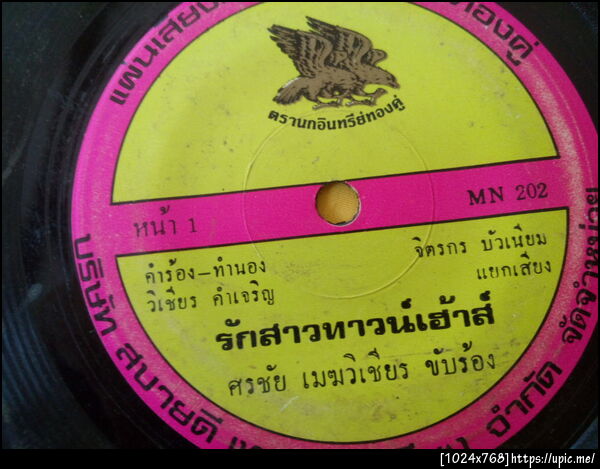 แผ่นเสียง
ทองคู่
ตรานกอินทรีย์ทองคู่
หน้า 1
MN 202
คำร้อง-ทำนอง
วิเชียร คำเจริญ
จิตรกร บัวเนียม
แยกเสียง
รักสาวทาวน์เฮ้าส์
ศรชัย เมฆวิเชียร ขับร้อง
บริษัท สบายดี
จำกัด จัดจำหน่าย
[1024x768]https://upic.me/